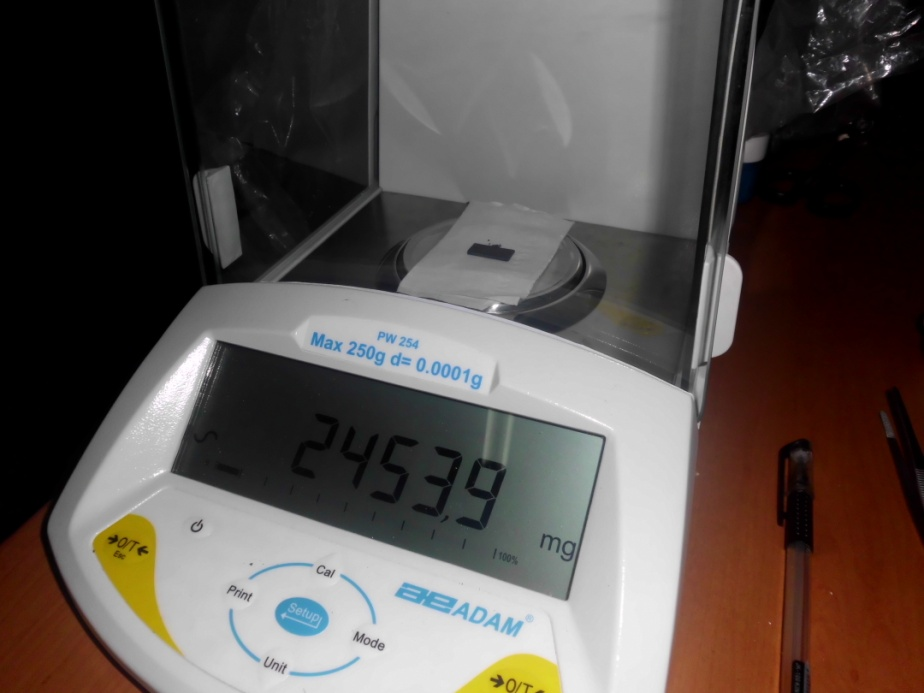 PW 254
Max 250g d= 0.0001g
2453,9
mg
100%
→0/T←
Esc
Cal
Print
Setup
Mode
Unit
ae ADAM®
→0/T←